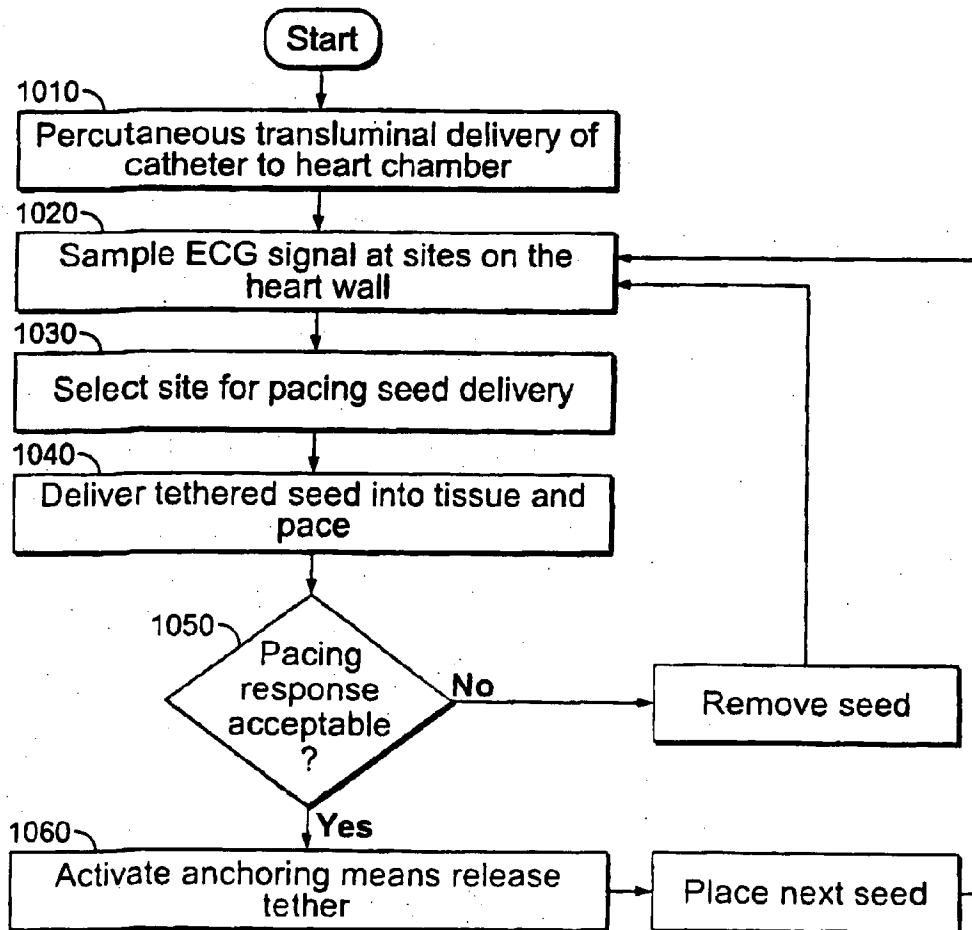 Start
1010
Percutaneous transluminal delivery of
catheter to heart chamber
1020
Sample ECG signal at sites on the
heart wall
1030
Select site for pacing seed delivery
1040
Deliver tethered seed into tissue and
pace
1050
Pacing
response
acceptable
?
No
Remove seed
Yes
1060
Activate anchoring means release
tether
Place next seed